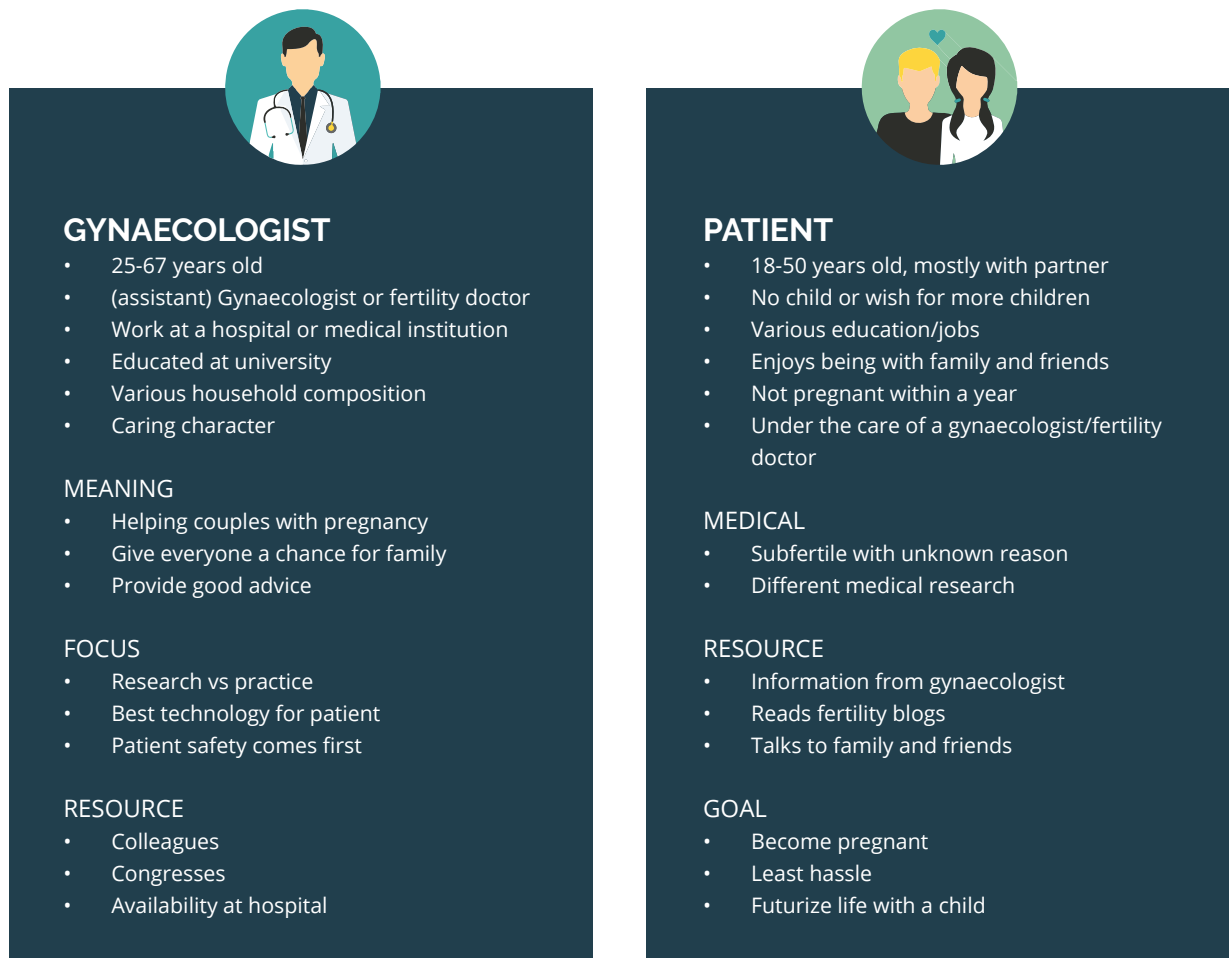 GYNAECOLOGIST
• 25-67 years old
• (assistant) Gynaecologist or fertility doctor
• Work at a hospital or medical institution
• Educated at university
• Various household composition
• Caring character
MEANING
• Helping couples with pregnancy
• Give everyone a chance for family
• Provide good advice
FOCUS
• Research vs practice
• Best technology for patient
• Patient safety comes first
RESOURCE
• Colleagues
• Congresses
• Availability at hospital
PATIENT
• 18-50 years old, mostly with partner
• No child or wish for more children
• Various education/jobs
• Enjoys being with family and friends
• Not pregnant within a year
• Under the care of a gynaecologist/fertility
doctor
MEDICAL
• Subfertile with unknown reason
• Different medical research
RESOURCE
• Information from gynaecologist
• Reads fertility blogs
• Talks to family and friends
GOAL
• Become pregnant
• Least hassle
• Futurize life with a child